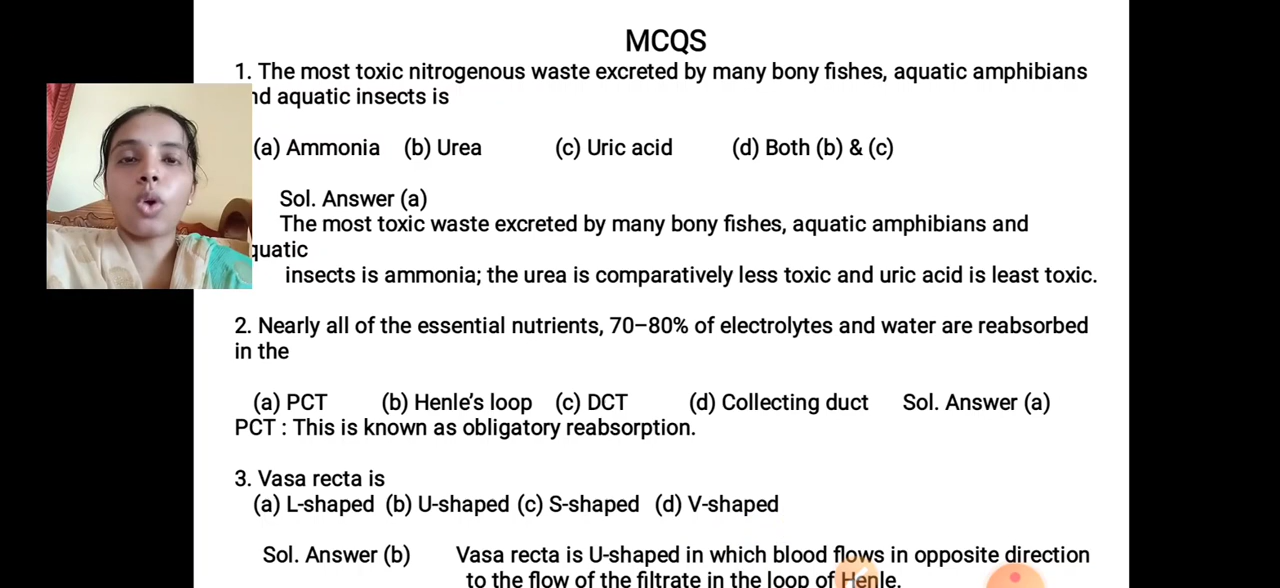 MCQS
1. The most toxic nitrogenous waste excreted by many bony fishes, aquatic amphibians
nd aquatic insects is
(a) Ammonia (b) Urea (c) Uric acid (d) Both (b) & (c)
Sol. Answer (a)
The most toxic waste excreted by many bony fishes, aquatic amphibians and
quatic
insects is ammonia; the urea is comparatively less toxic and uric acid is least toxic.
2. Nearly all of the essential nutrients, 70–80% of electrolytes and water are reabsorbed
in the
(a) PCT (b) Henle’s loop (c) DCT (d) Collecting duct Sol. Answer (a)
PCT : This is known as obligatory reabsorption.
3. Vasa recta is
(a) L-shaped (b) U-shaped (c) S-shaped (d) V-shaped
Sol. Answer (b) Vasa recta is U-shaped in which blood flows in opposite direction
to the flow of the filtrate in the loop of Henle.